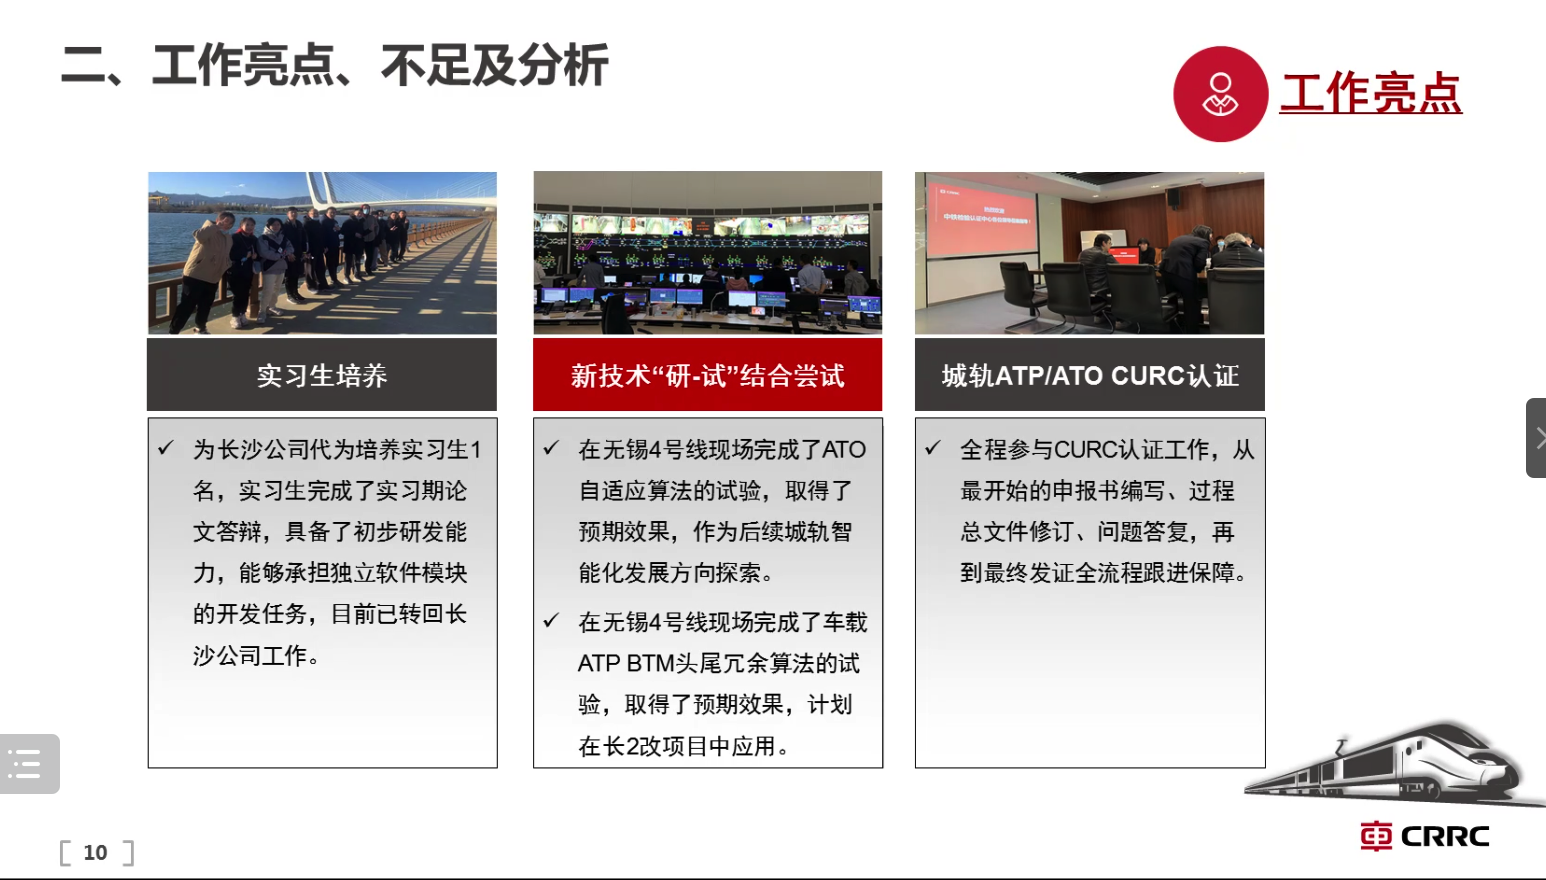 二、工作亮点、不足及分析
工作亮点
实习生培养
✓ 为长沙公司代为培养实习生1
名，实习生完成了实习期论
文答辩，具备了初步研发能
力，能够承担独立软件模块
的开发任务，目前已转回长
沙公司工作。
新技术“研-试”结合尝试
✓ 在无锡4号线现场完成了ATO
自适应算法的试验，取得了
预期效果，作为后续城轨智
能化发展方向探索。
✓ 在无锡4号线现场完成了车载
ATP BTM头尾冗余算法的试
验，取得了预期效果，计划
在长2改项目中应用。
城轨ATP/ATO CURC认证
✓ 全程参与CURC认证工作，从
最开始的申报书编写、过程
总文件修订、问题答复，再
到最终发证全流程跟进保障。
[ 10 ]
CRRC